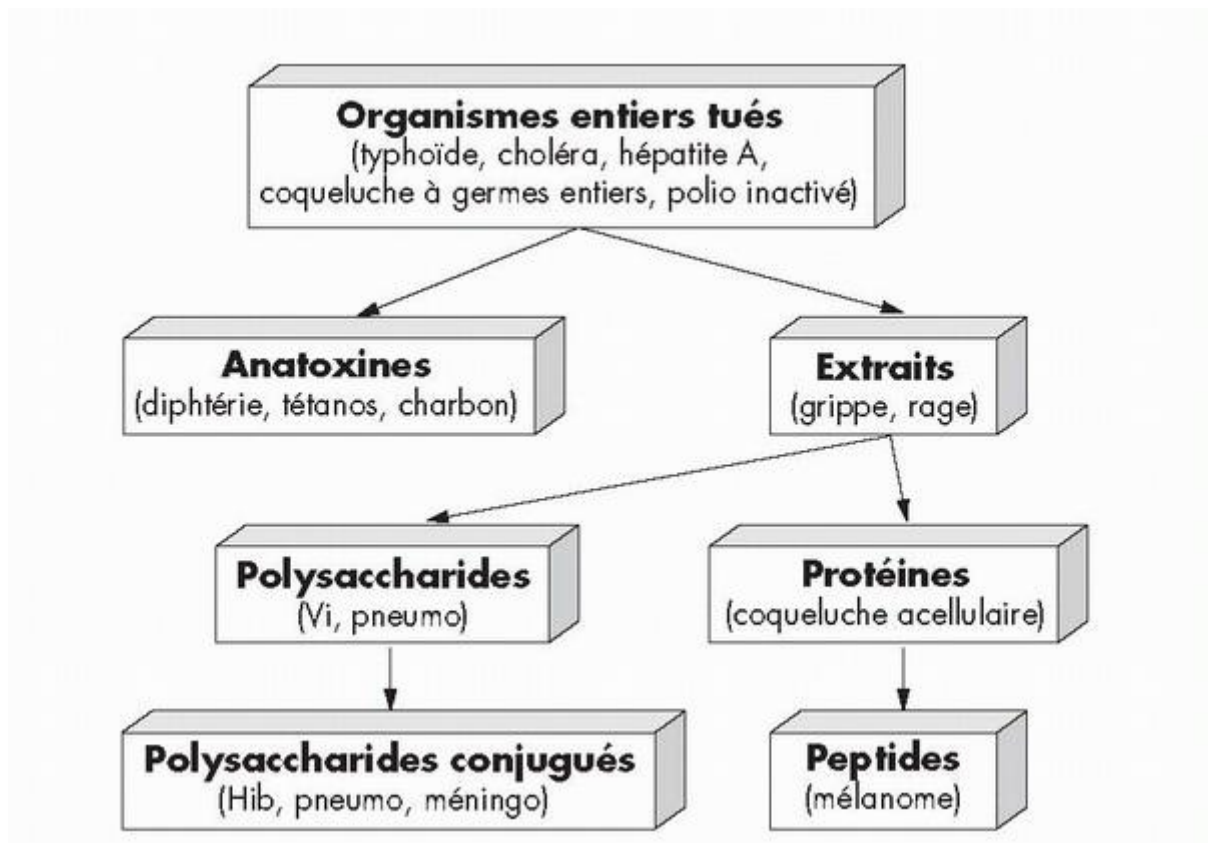 Organismes entiers tués
(typhoïde, choléra, hépatite A,
coqueluche à germes entiers, polio inactivé)
Anatoxines
(diphtérie, tétanos, charbon)
Extraits
(grippe, rage)
Polysaccharides
(Vi, pneumo)
Protéines
(coqueluche acellulaire)
Polysaccharides conjugués
(Hib, pneumo, méningo)
Peptides
(mélanome)